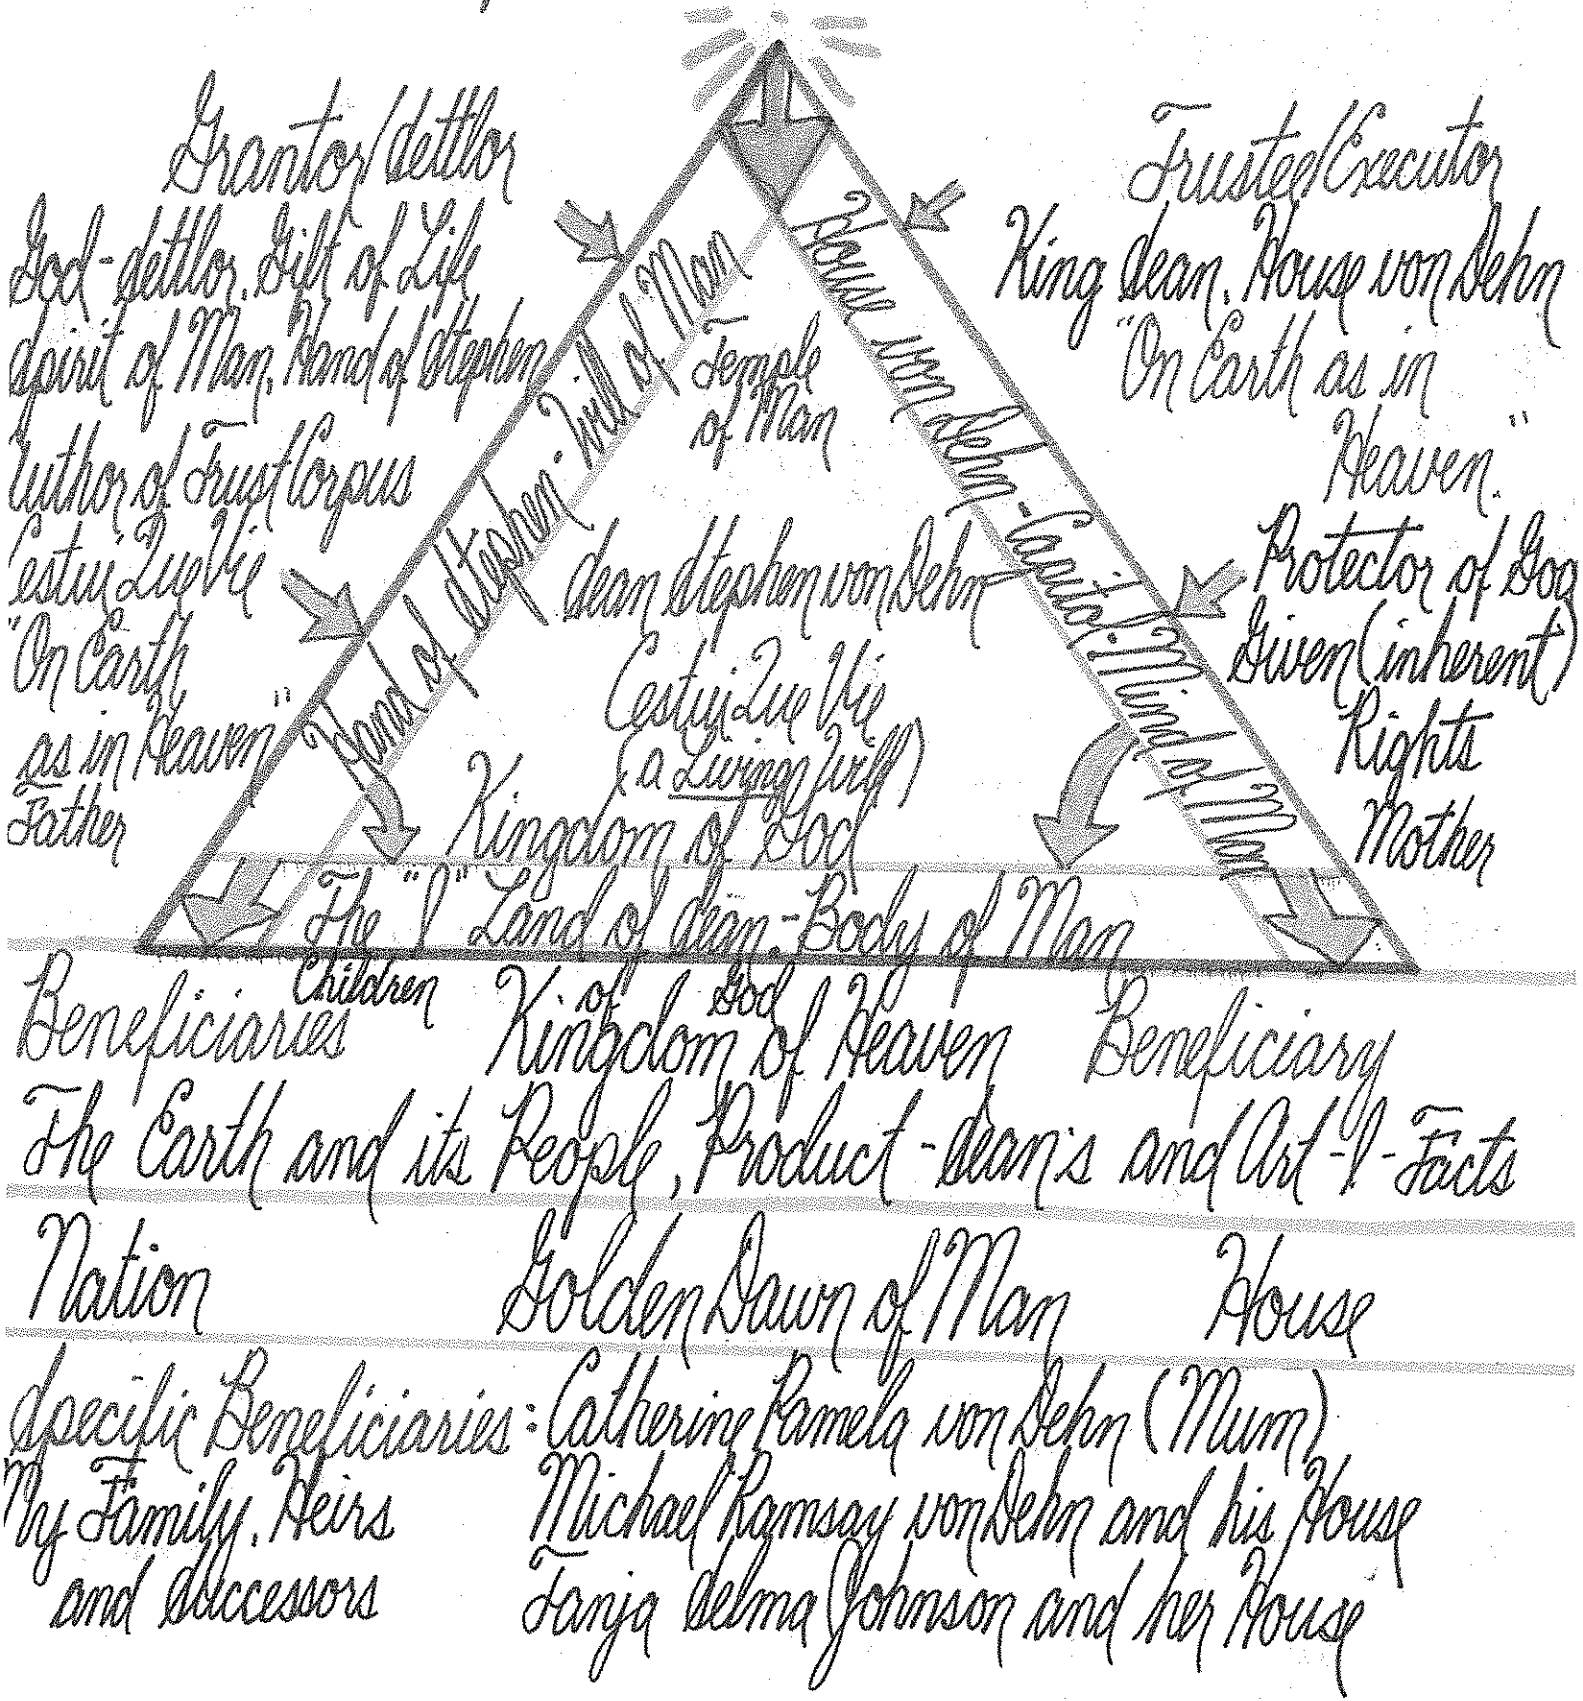 Grantor/Settlor
God-Settlor, Gift of Life
Spirit of Man, Hand of Stephen
Author of Trust Corpus
Cestui Que Vie
"On Earth
as in Heaven"
Father
Trustee/Executor
King Sean, House von Dehn
"On Earth as in
Heaven."
Protector of God
Given (inherent)
Rights
Mother
Hand of Stephen-Will of Man
House von Dehn-Capitol: Mind of Man
Temple
of Man
Sean Stephen von Dehn
Cestui Que Vie
(a Living Will)
Kingdom of God
The "I" Land of Sean.-Body of Man
Children of God
Beneficiaries Kingdom of Heaven Beneficiary
The Earth and its People, Product-Sean's and Art-I-Facts
Nation Golden Dawn of Man House
Specific Beneficiaries: Catherine Pamela von Dehn (Mum)
My Family, Heirs Michael Ramsay von Dehn and his House
and Successors Tanja Selma Johnson and her House